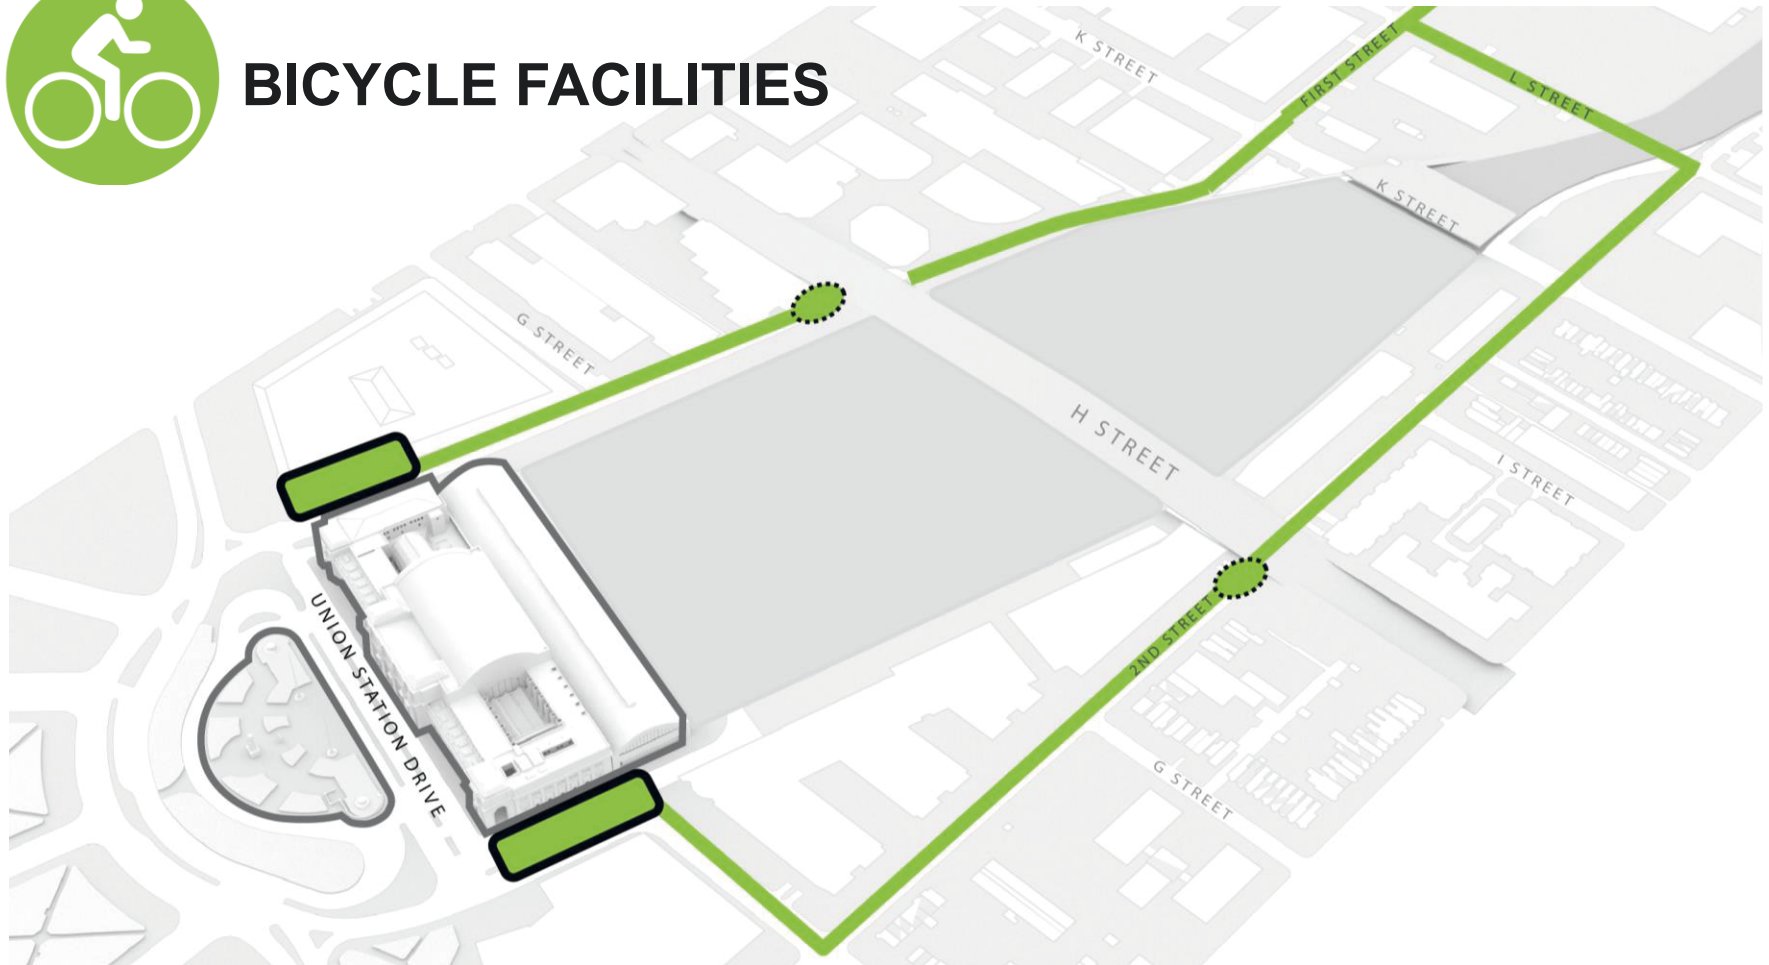 BICYCLE FACILITIES
K STREET
FIRST STREET
L STREET
K STREET
G STREET
H STREET
I STREET
UNION STATION DRIVE
2ND STREET
G STREET